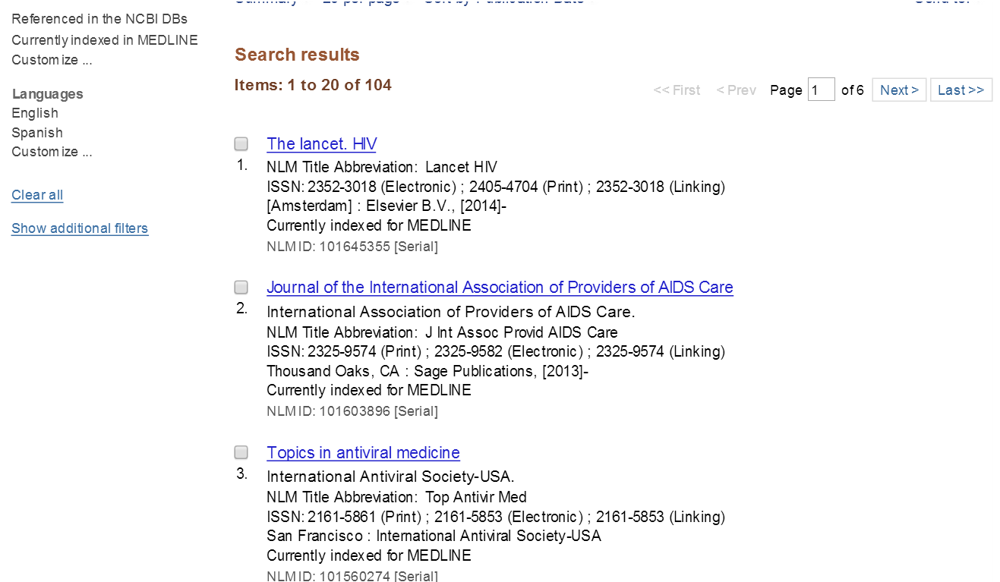 Referenced in the NCBI DBs
Currently indexed in MEDLINE
Customize ...
Languages
English
Spanish
Customize ...
Clear all
Show additional filters
Search results
Items: 1 to 20 of 104
<< First < Prev Page 1 of 6 Next > Last >>
The lancet. HIV
1. NLM Title Abbreviation: Lancet HIV
ISSN: 2352-3018 (Electronic) ; 2405-4704 (Print) ; 2352-3018 (Linking)
[Amsterdam] : Elsevier B.V., [2014]-
Currently indexed for MEDLINE
NLMID: 101645355 [Serial]
Journal of the International Association of Providers of AIDS Care
2. International Association of Providers of AIDS Care.
NLM Title Abbreviation: J Int Assoc Provid AIDS Care
ISSN: 2325-9574 (Print) ; 2325-9582 (Electronic) ; 2325-9574 (Linking)
Thousand Oaks, CA : Sage Publications, [2013]-
Currently indexed for MEDLINE
NLMID: 101603896 [Serial]
Topics in antiviral medicine
3. International Antiviral Society-USA.
NLM Title Abbreviation: Top Antivir Med
ISSN: 2161-5861 (Print) ; 2161-5853 (Electronic) ; 2161-5853 (Linking)
San Francisco : International Antiviral Society-USA
Currently indexed for MEDLINE
NLMID: 101560274 [Serial]